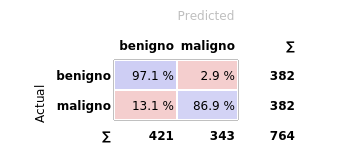 Predicted
benigno maligno Σ
benigno 97.1 % 2.9 % 382
Actual
maligno 13.1 % 86.9 % 382
Σ 421 343 764